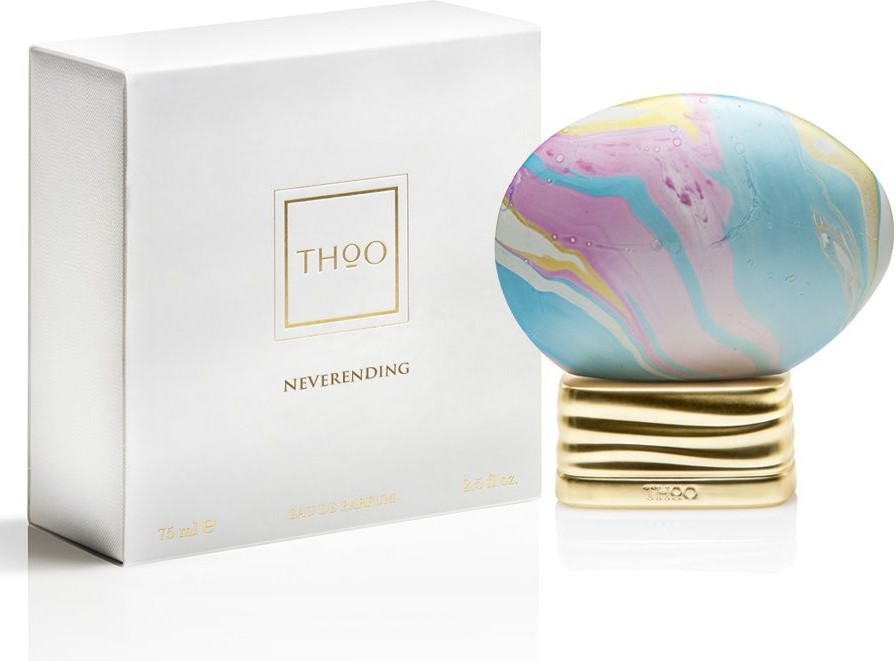 THOO
NEVERENDING
75 ml ℮
EAU DE PARFUM
2.5 fl oz.
THOO